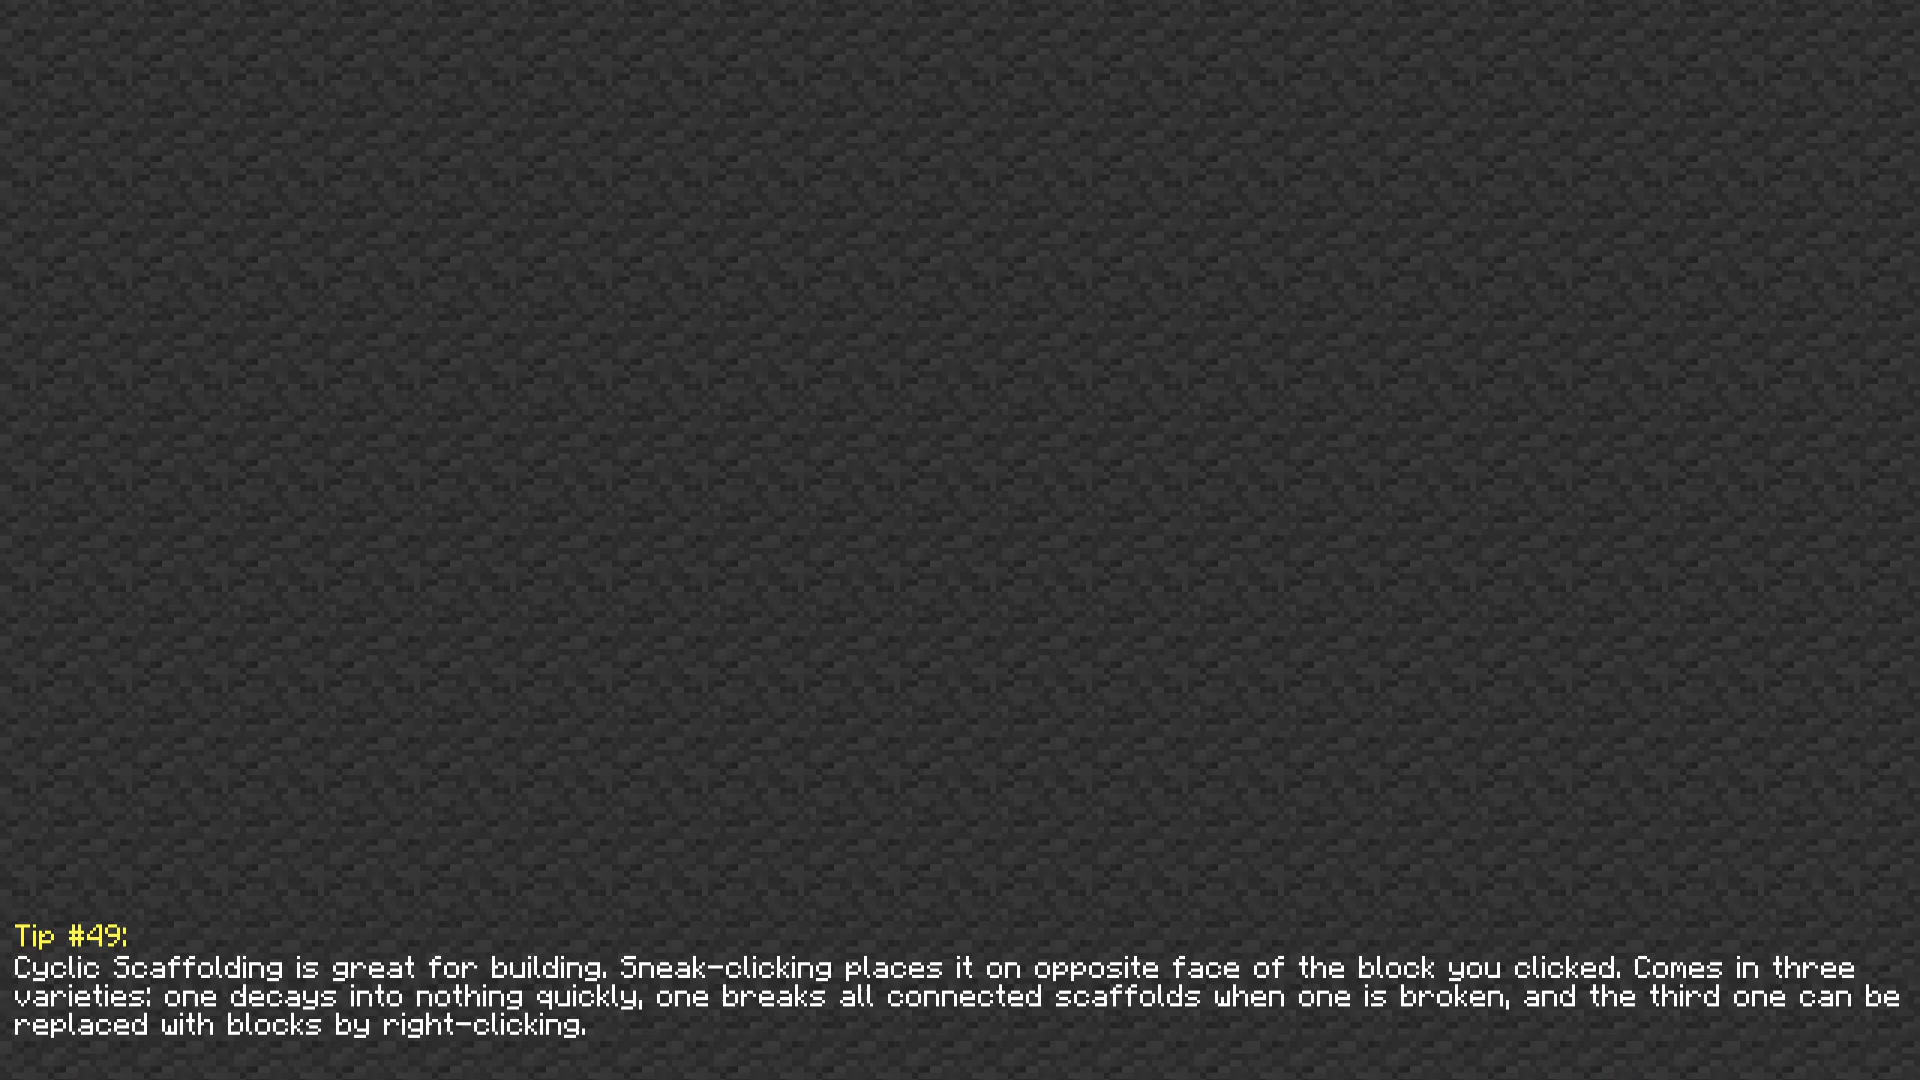 Tip #49:
Cyclic Scaffolding is great for building. Sneak-clicking places it on opposite face of the block you clicked. Comes in three
varieties: one decays into nothing quickly, one breaks all connected scaffolds when one is broken, and the third one can be
replaced with blocks by right-clicking.